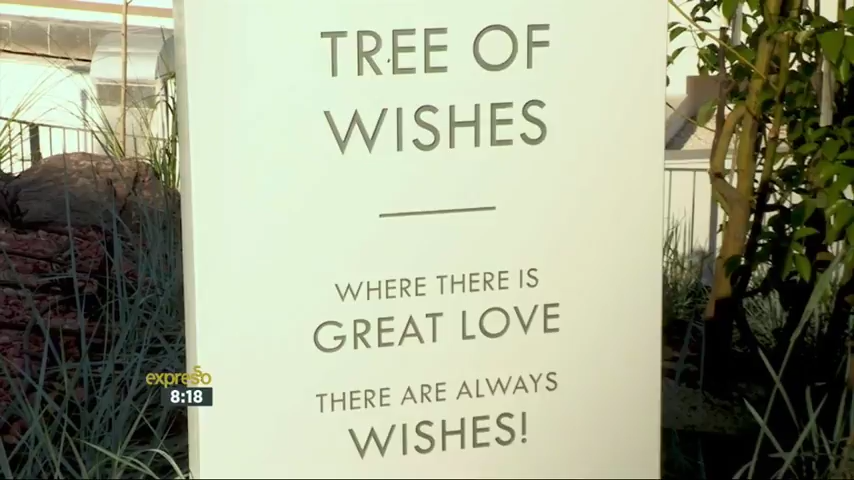 TREE OF
WISHES
WHERE THERE IS
GREAT LOVE
THERE ARE ALWAYS
WISHES!
expresso
8:18